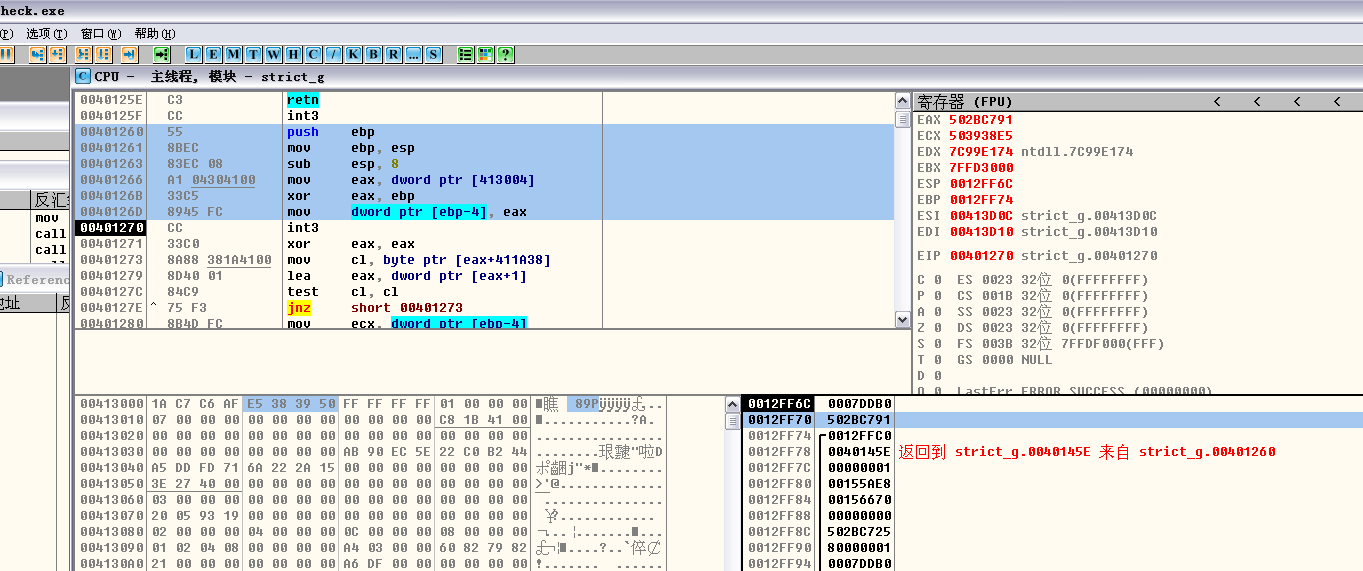 heck.exe
(P) 选项(T) 窗口(W) 帮助(H)
L E M T W H C / K B R ... S ?
C CPU - 主线程, 模块 - strict_g
0040125E C3 retn
0040125F CC int3
00401260 55 push ebp
00401261 8BEC mov ebp, esp
00401263 83EC 08 sub esp, 8
00401266 A1 04304100 mov eax, dword ptr [413004]
0040126B 33C5 xor eax, ebp
0040126D 8945 FC mov dword ptr [ebp-4], eax
00401270 CC int3
00401271 33C0 xor eax, eax
00401273 8A88 381A4100 mov cl, byte ptr [eax+411A38]
00401279 8D40 01 lea eax, dword ptr [eax+1]
0040127C 84C9 test cl, cl
0040127E ^ 75 F3 jnz short 00401273
00401280 8B4D FC mov ecx, dword ptr [ebp-4]
寄存器 (FPU) < < < <
EAX 502BC791
ECX 503938E5
EDX 7C99E174 ntdll.7C99E174
EBX 7FFD3000
ESP 0012FF6C
EBP 0012FF74
ESI 00413D0C strict_g.00413D0C
EDI 00413D10 strict_g.00413D10
EIP 00401270 strict_g.00401270
C 0 ES 0023 32位 0(FFFFFFFF)
P 0 CS 001B 32位 0(FFFFFFFF)
A 0 SS 0023 32位 0(FFFFFFFF)
Z 0 DS 0023 32位 0(FFFFFFFF)
S 0 FS 003B 32位 7FFDF000(FFF)
T 0 GS 0000 NULL
D 0
O 0 LastErr ERROR_SUCCESS (00000000)
反汇
mov
call
call
Referenc
地址
00413000 1A C7 C6 AF E5 38 39 50 FF FF FF FF 01 00 00 00
00413010 07 00 00 00 00 00 00 00 00 00 00 00 C8 1B 41 00
00413020 00 00 00 00 00 00 00 00 00 00 00 00 00 00 00 00
00413030 00 00 00 00 00 00 00 00 AB 90 EC 5E 22 C0 B2 44
00413040 A5 DD FD 71 6A 22 2A 15 00 00 00 00 00 00 00 00
00413050 3E 27 40 00 00 00 00 00 00 00 00 00 00 00 00 00
00413060 03 00 00 00 00 00 00 00 00 00 00 00 00 00 00 00
00413070 20 05 93 19 00 00 00 00 00 00 00 00 00 00 00 00
00413080 02 00 00 00 04 00 00 00 0C 00 00 00 08 00 00 00
00413090 01 02 04 08 00 00 00 00 A4 03 00 00 60 82 79 82
004130A0 21 00 00 00 00 00 00 00 A6 DF 00 00 00 00 00 00
0012FF6C 0007DDB0
0012FF70 502BC791
0012FF74 0012FFC0
0012FF78 0040145E 返回到 strict_g.0040145E 来自 strict_g.00401260
0012FF7C 00000001
0012FF80 00155AE8
0012FF84 00156670
0012FF88 00000000
0012FF8C 502BC725
0012FF90 80000001
0012FF94 0007DDB0